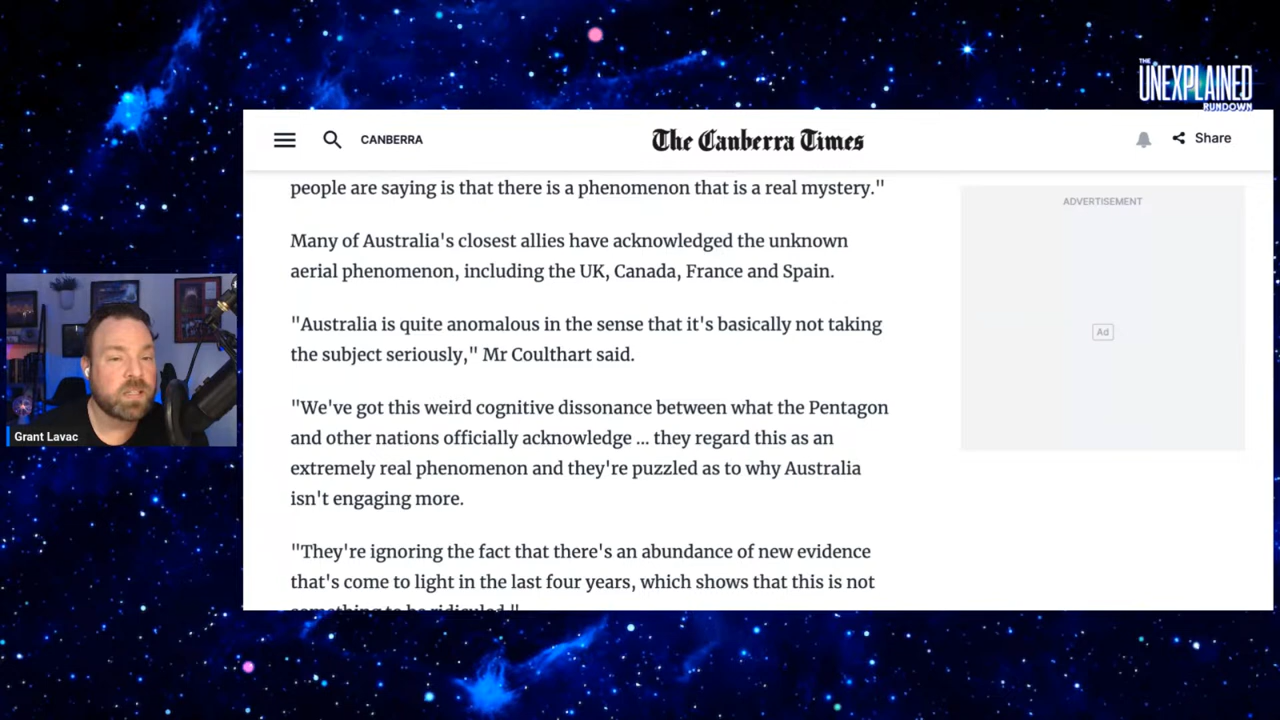 THE
UNEXPLAINED
RUNDOWN
CANBERRA
The Canberra Times
Share
people are saying is that there is a phenomenon that is a real mystery."
ADVERTISEMENT
Many of Australia's closest allies have acknowledged the unknown
aerial phenomenon, including the UK, Canada, France and Spain.
"Australia is quite anomalous in the sense that it's basically not taking
the subject seriously," Mr Coulthart said.
Ad
"We've got this weird cognitive dissonance between what the Pentagon
and other nations officially acknowledge ... they regard this as an
extremely real phenomenon and they're puzzled as to why Australia
isn't engaging more.
Grant Lavac
"They're ignoring the fact that there's an abundance of new evidence
that's come to light in the last four years, which shows that this is not
something to be ridiculed."